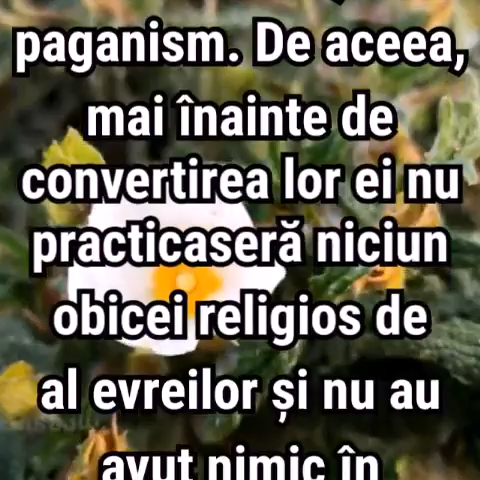 paganism. De aceea,
mai înainte de
convertirea lor ei nu
practicaseră niciun
obicei religios de
al evreilor și nu au
avut nimic în